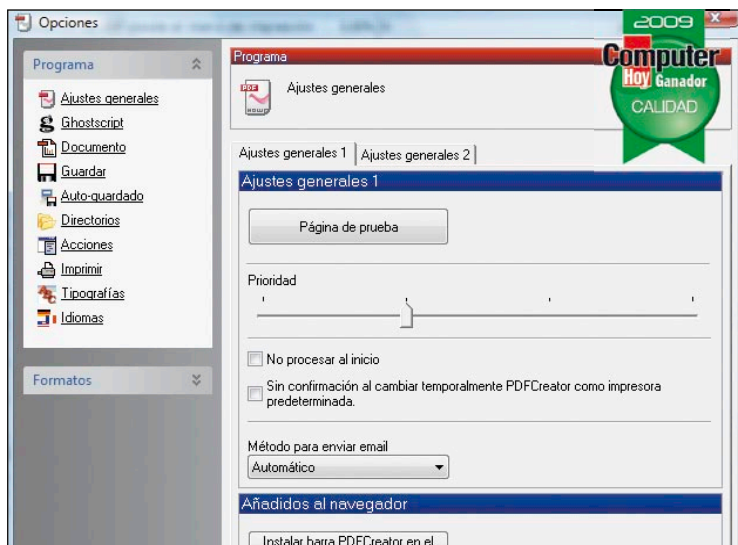 Opciones
2009
Computer
Hoy Ganador
CALIDAD
Programa
Ajustes generales
Ghostscript
Documento
Guardar
Auto-guardado
Directorios
Acciones
Imprimir
Tipografías
Idiomas
Formatos
Programa
PDF
Ajustes generales
Ajustes generales 1
Ajustes generales 2
Ajustes generales 1
Página de prueba
Prioridad
No procesar al inicio
Sin confirmación al cambiar temporalmente PDFCreator como impresora
predeterminada.
Método para enviar email
Automático
Añadidos al navegador
Instalar barra PDFCreator en el